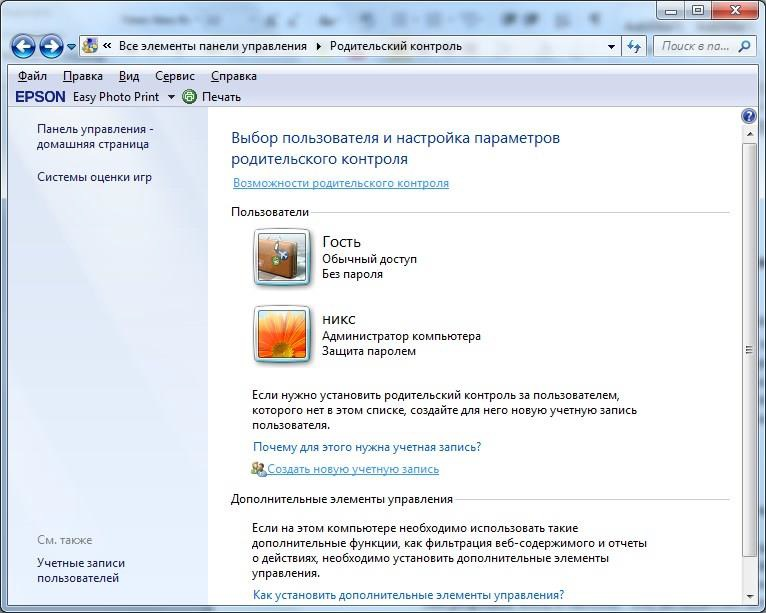 « Все элементы панели управления ▸ Родительский контроль
Поиск в па...
Файл Правка Вид Сервис Справка
EPSON Easy Photo Print Печать
Панель управления -
домашняя страница
Системы оценки игр
Выбор пользователя и настройка параметров
родительского контроля
Возможности родительского контроля
Пользователи
Гость
Обычный доступ
Без пароля
никс
Администратор компьютера
Защита паролем
Если нужно установить родительский контроль за пользователем,
которого нет в этом списке, создайте для него новую учетную запись
пользователя.
Почему для этого нужна учетная запись?
Создать новую учетную запись
Дополнительные элементы управления
Если на этом компьютере необходимо использовать такие
дополнительные функции, как фильтрация веб-содержимого и отчеты
о действиях, необходимо установить дополнительные элементы
управления.
Как установить дополнительные элементы управления?
См. также
Учетные записи
пользователей